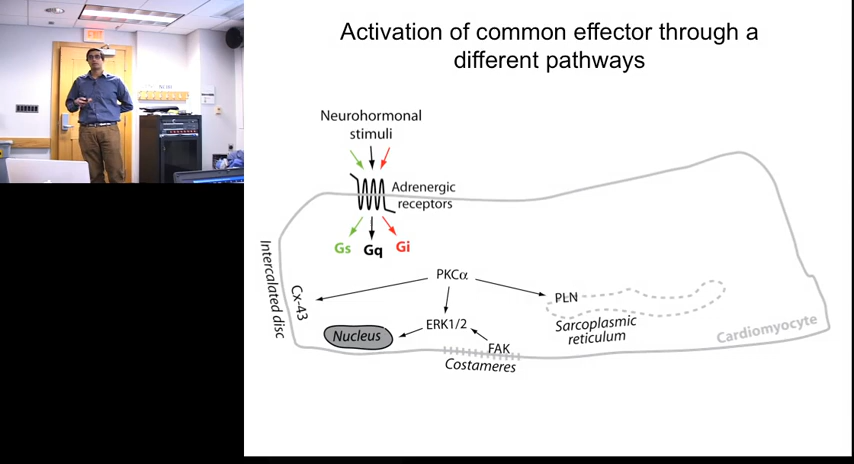 Activation of common effector through a
different pathways
Neurohormonal
stimuli
Adrenergic
receptors
Gs Gq Gi
Intercalated disc
Cx-43
PKCα
PLN
ERK1/2
Nucleus
FAK
Costameres
Sarcoplasmic
reticulum
Cardiomyocyte